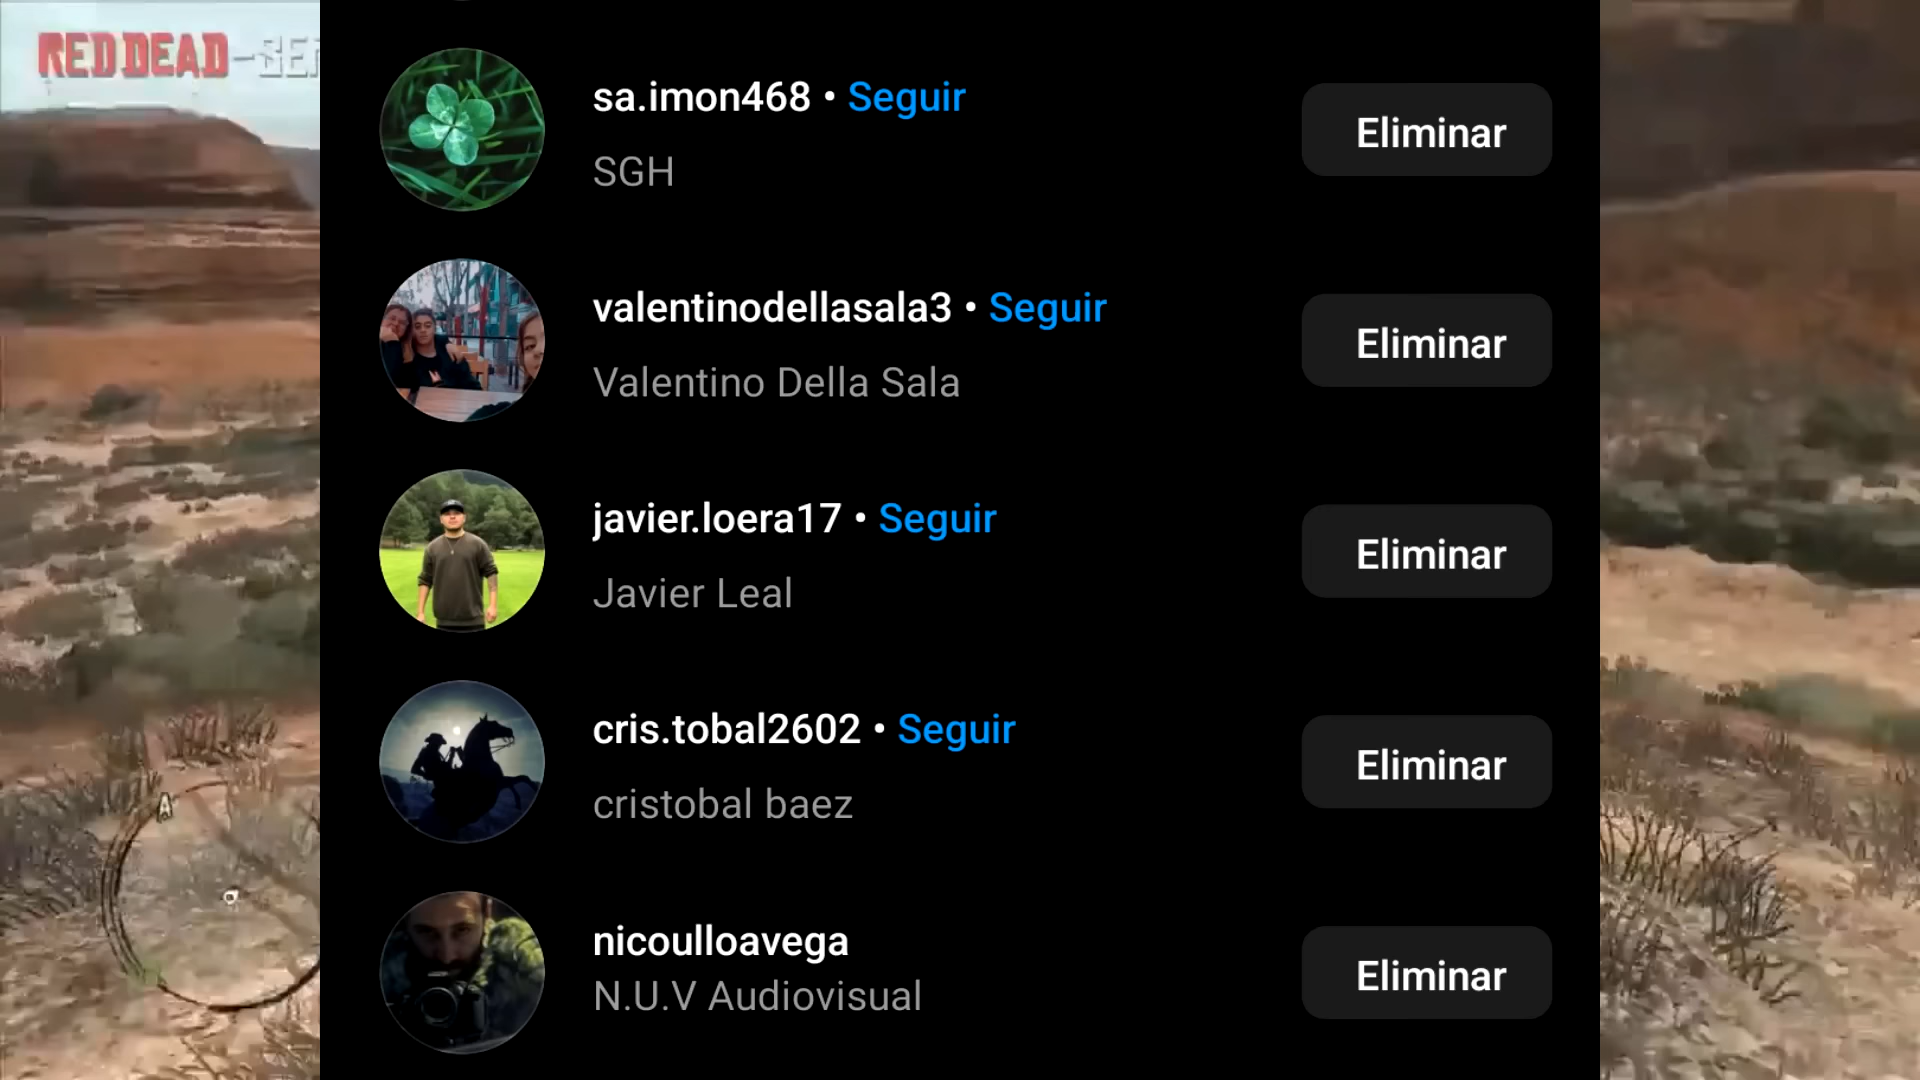 RED DEAD
sa.imon468 • Seguir
SGH
Eliminar
valentinodellasala3 • Seguir
Valentino Della Sala
Eliminar
javier.loera17 • Seguir
Javier Leal
Eliminar
cris.tobal2602 • Seguir
cristobal baez
Eliminar
nicoulloavega
N.U.V Audiovisual
Eliminar